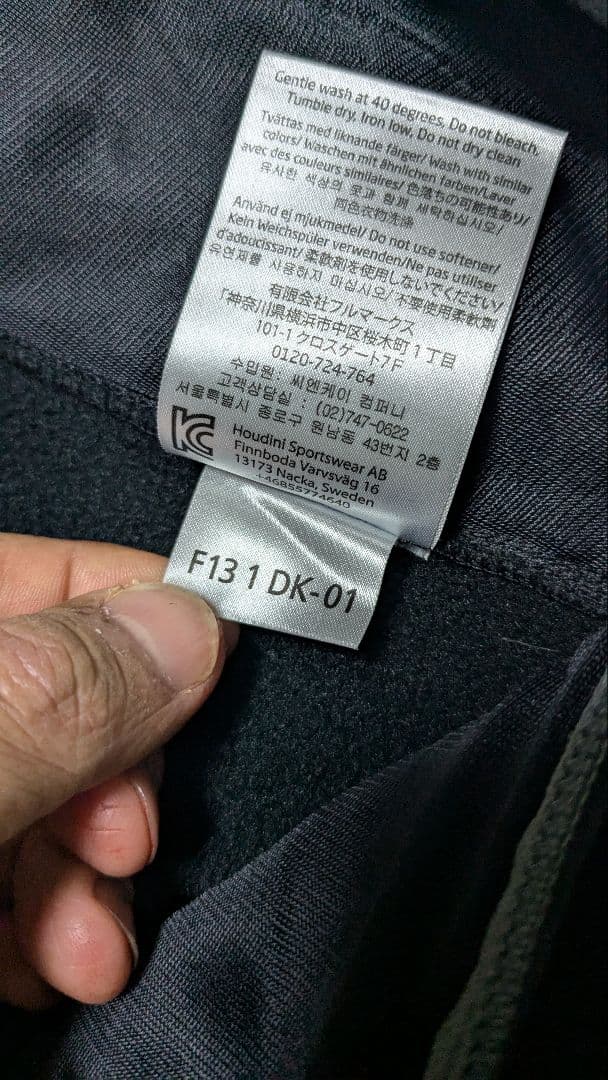 Gentle wash at 40 degrees, Do not bleach,
Tumble dry, Iron low, Do not dry clean
Tvättas med liknande färger/ Wash with similar
colors/ Waschen mit ähnlichen farben/Laver
avec des couleurs similaires/ 色落ちの可能性あり/
유사한 색상의 옷과 함께 세탁하십시오/
同色衣物洗涤
Använd ej mjukmedel/ Do not use softener/
Kein Weichspüler verwenden/Ne pas utiliser
d'adoucissant/ 柔軟剤を使用しないでください/
유연제를 사용하지 마십시오/不要使用柔軟劑
有限会社フルマークス
「神奈川県横浜市中区桜木町1丁目
101-1 クロスゲート7F
0120-724-764
수입원: 씨엔케이 컴퍼니
고객상담실 : (02)747-0622
서울특별시 종로구 원남동 43번지 2층
Houdini Sportswear AB
Finnboda Varvsväg 16
13173 Nacka, Sweden
+46855774640
F13 1 DK-01